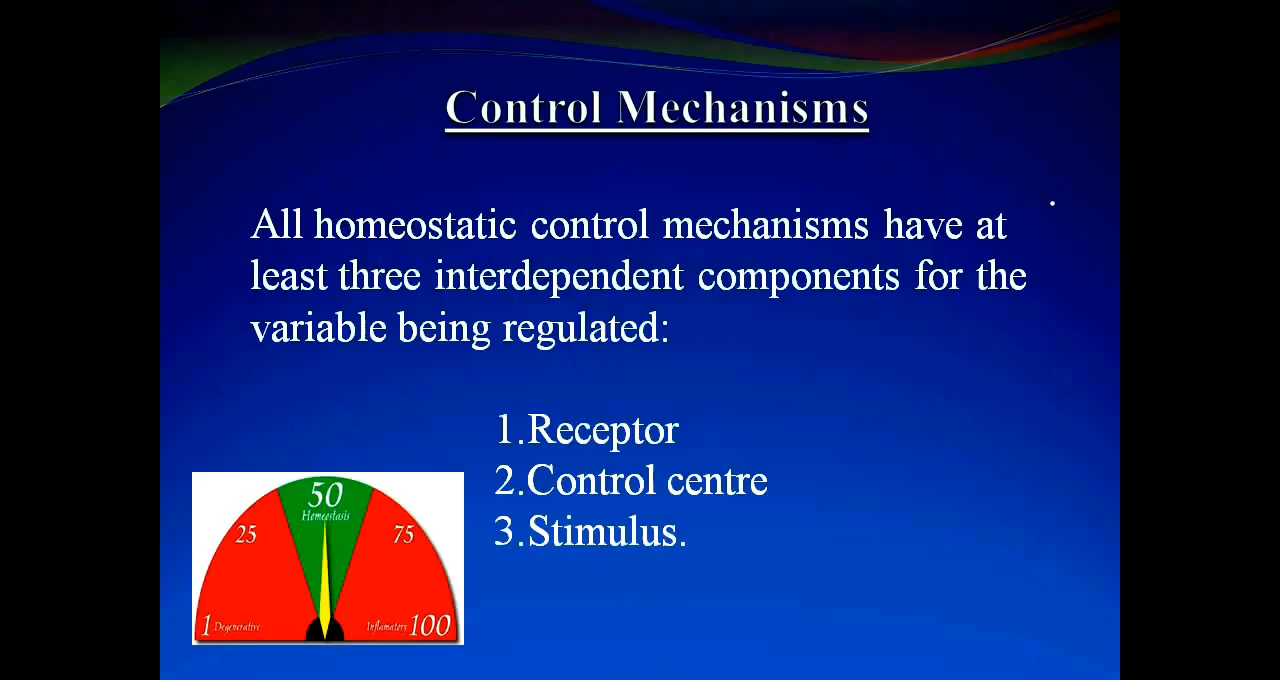 Control Mechanisms
All homeostatic control mechanisms have at
least three interdependent components for the
variable being regulated:
1.Receptor
2.Control centre
3.Stimulus.
50
Homeostasis
25
75
1 Degenerative
Inflamatory 100